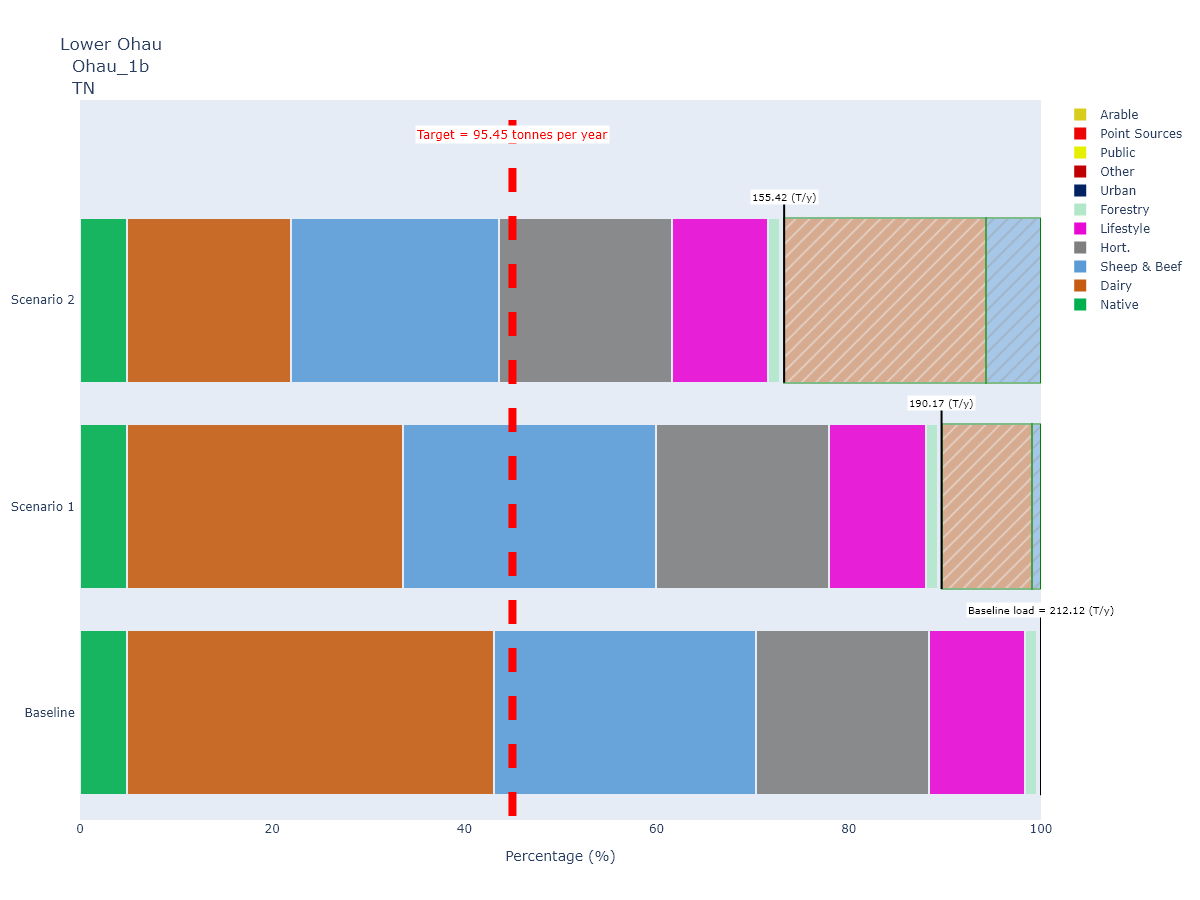 Lower Ohau
Ohau_1b
TN
Target = 95.45 tonnes per year
155.42 (T/y)
Scenario 2
190.17 (T/y)
Scenario 1
Baseline load = 212.12 (T/y)
Baseline
0 20 40 60 80 100
Percentage (%)
Arable
Point Sources
Public
Other
Urban
Forestry
Lifestyle
Hort.
Sheep & Beef
Dairy
Native